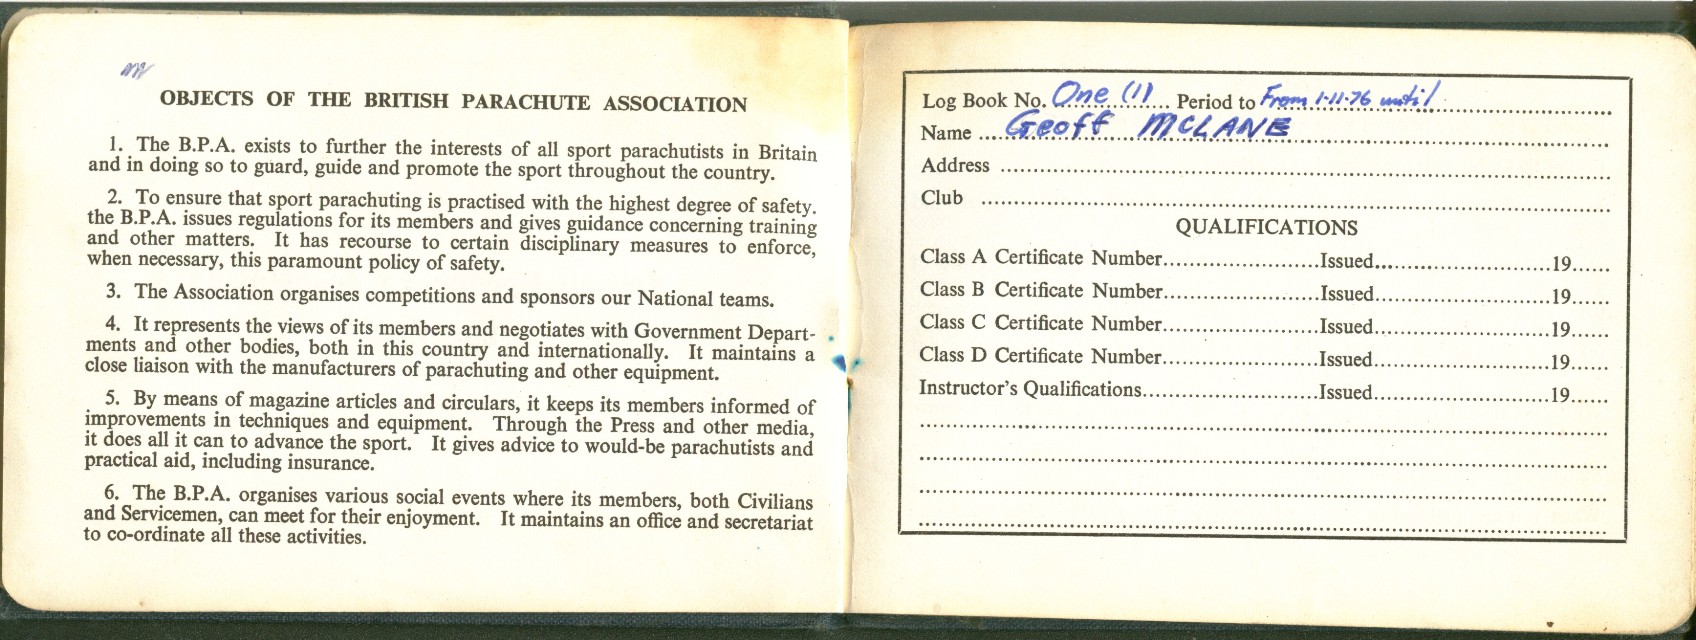 OBJECTS OF THE BRITISH PARACHUTE ASSOCIATION
1. The B.P.A. exists to further the interests of all sport parachutists in Britain
and in doing so to guard, guide and promote the sport throughout the country.
2. To ensure that sport parachuting is practised with the highest degree of safety.
the B.P.A. issues regulations for its members and gives guidance concerning training
and other matters. It has recourse to certain disciplinary measures to enforce,
when necessary, this paramount policy of safety.
3. The Association organises competitions and sponsors our National teams.
4. It represents the views of its members and negotiates with Government Depart-
ments and other bodies, both in this country and internationally. It maintains a
close liaison with the manufacturers of parachuting and other equipment.
5. By means of magazine articles and circulars, it keeps its members informed of
improvements in techniques and equipment. Through the Press and other media,
it does all it can to advance the sport. It gives advice to would-be parachutists and
practical aid, including insurance.
6. The B.P.A. organises various social events where its members, both Civilians
and Servicemen, can meet for their enjoyment. It maintains an office and secretariat
to co-ordinate all these activities.
Log Book No. One (1) Period to From 1-11-76 until
Name Geoff McLANE
Address
Club
QUALIFICATIONS
Class A Certificate Number Issued 19
Class B Certificate Number Issued 19
Class C Certificate Number Issued 19
Class D Certificate Number Issued 19
Instructor's Qualifications Issued 19